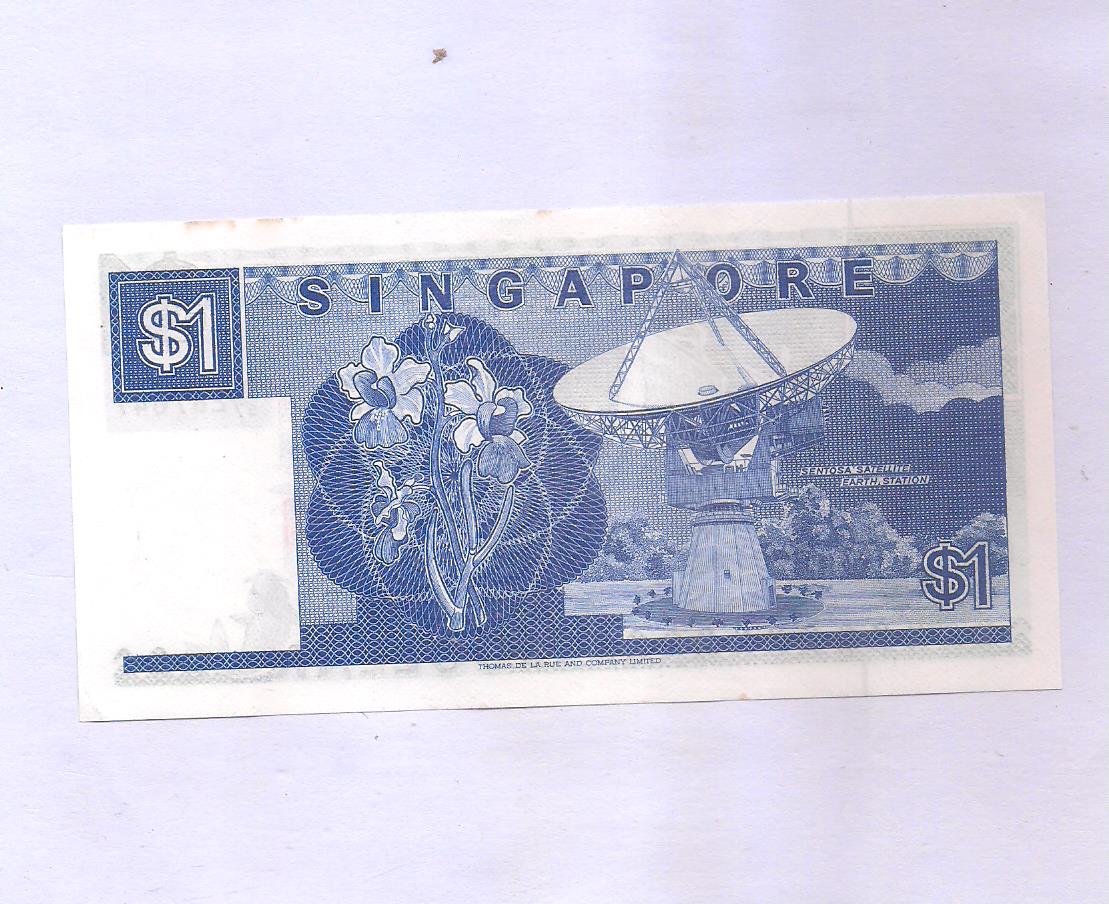 $1
SINGAPORE
SENTOSA SATELLITE
EARTH STATION
$1
THOMAS DE LA RUE AND COMPANY LIMITED